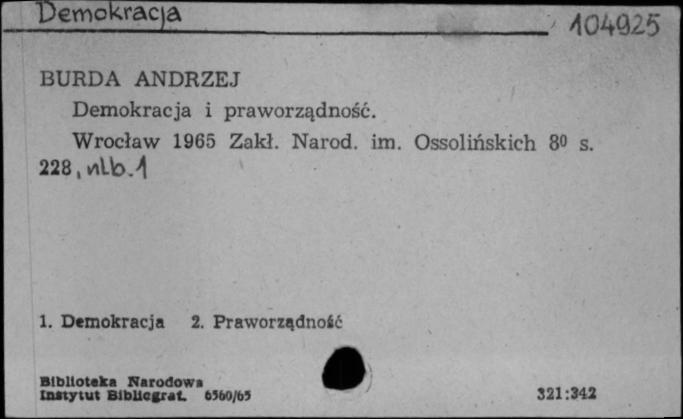 Demokracja
104925
BURDA ANDRZEJ
Demokracja i praworządność.
Wrocław 1965 Zakł. Narod. im. Ossolińskich 8⁰ s.
228, nlb.1
1. Demokracja 2. Praworządność
Biblioteka Narodowa
Instytut Bibliograf. 6560/65
321:342